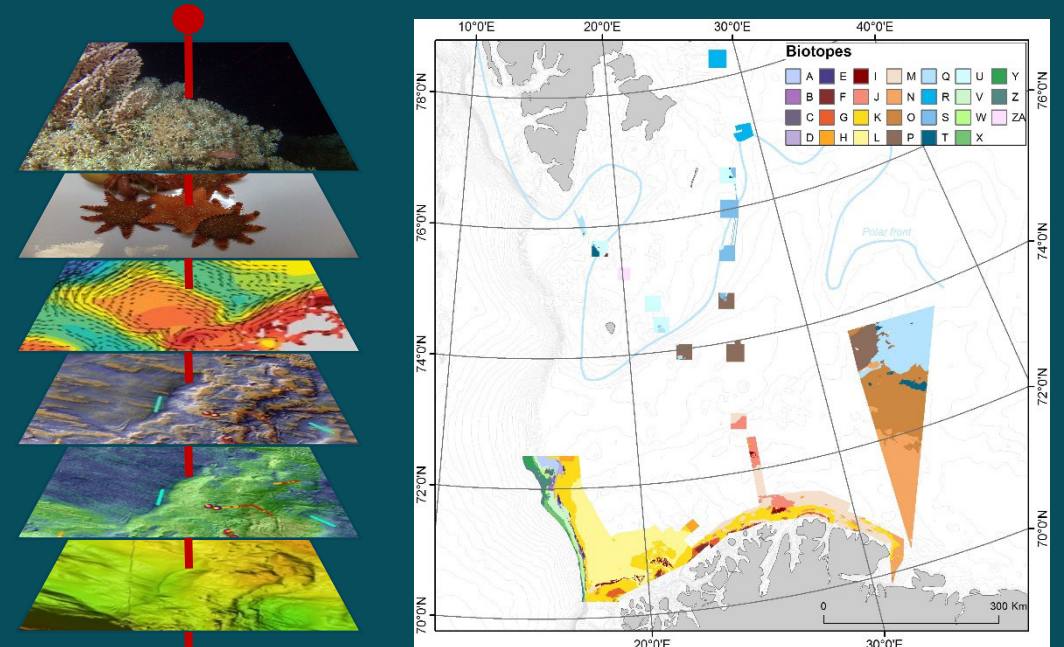 10°0'E 20°0'E 30°0'E 40°0'E
Biotopes
A E I M Q U Y
B F J N R V Z
C G K O S W ZA
D H L P T X
78°0'N
76°0'N
74°0'N
72°0'N
70°0'N
76°0'N
74°0'N
72°0'N
70°0'N
Polar front
0 300 Km
20°0'E 30°0'E